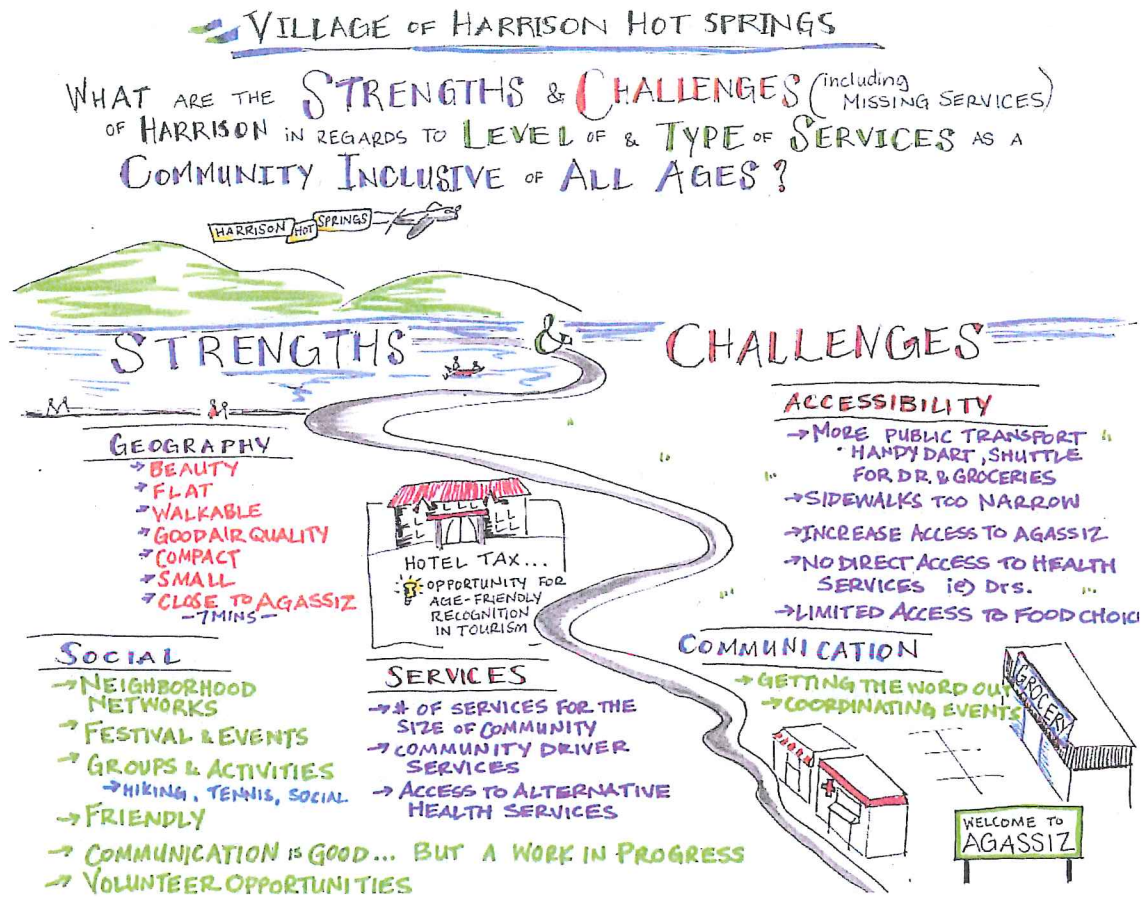 VILLAGE OF HARRISON HOT SPRINGS
WHAT ARE THE STRENGTHS & CHALLENGES (including
MISSING SERVICES)
OF HARRISON IN REGARDS TO LEVEL OF & TYPE OF SERVICES AS A
COMMUNITY INCLUSIVE OF ALL AGES?
HARRISON HOT SPRINGS
STRENGTHS & CHALLENGES
GEOGRAPHY
→ BEAUTY
→ FLAT
→ WALKABLE
→ GOOD AIR QUALITY
→ COMPACT
→ SMALL
→ CLOSE TO AGASSIZ
- 7 MINS -
HOTEL TAX...
OPPORTUNITY FOR
AGE-FRIENDLY
RECOGNITION
IN TOURISM
SOCIAL
→ NEIGHBORHOOD
NETWORKS
→ FESTIVAL & EVENTS
→ GROUPS & ACTIVITIES
→ HIKING, TENNIS, SOCIAL
→ FRIENDLY
→ COMMUNICATION IS GOOD... BUT A WORK IN PROGRESS
→ VOLUNTEER OPPORTUNITIES
SERVICES
→ # OF SERVICES FOR THE
SIZE OF COMMUNITY
→ COMMUNITY DRIVER
SERVICES
→ ACCESS TO ALTERNATIVE
HEALTH SERVICES
ACCESSIBILITY
→ MORE PUBLIC TRANSPORT
• HANDY DART, SHUTTLE
FOR DR. & GROCERIES
→ SIDEWALKS TOO NARROW
→ INCREASE ACCESS TO AGASSIZ
→ NO DIRECT ACCESS TO HEALTH
SERVICES ie) Drs.
→ LIMITED ACCESS TO FOOD CHOIC
COMMUNICATION
→ GETTING THE WORD OUT
→ COORDINATING EVENTS
GROCERY
WELCOME TO
AGASSIZ